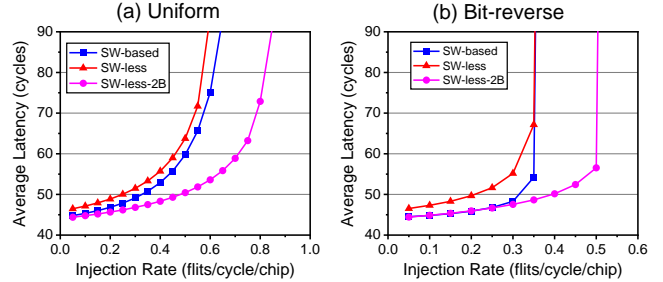 (a) Uniform
Average Latency (cycles)
90
80
70
60
50
40
SW-based
SW-less
SW-less-2B
0.0 0.2 0.4 0.6 0.8 1.0
Injection Rate (flits/cycle/chip)
(b) Bit-reverse
Average Latency (cycles)
90
80
70
60
50
40
SW-based
SW-less
SW-less-2B
0.0 0.1 0.2 0.3 0.4 0.5 0.6
Injection Rate (flits/cycle/chip)